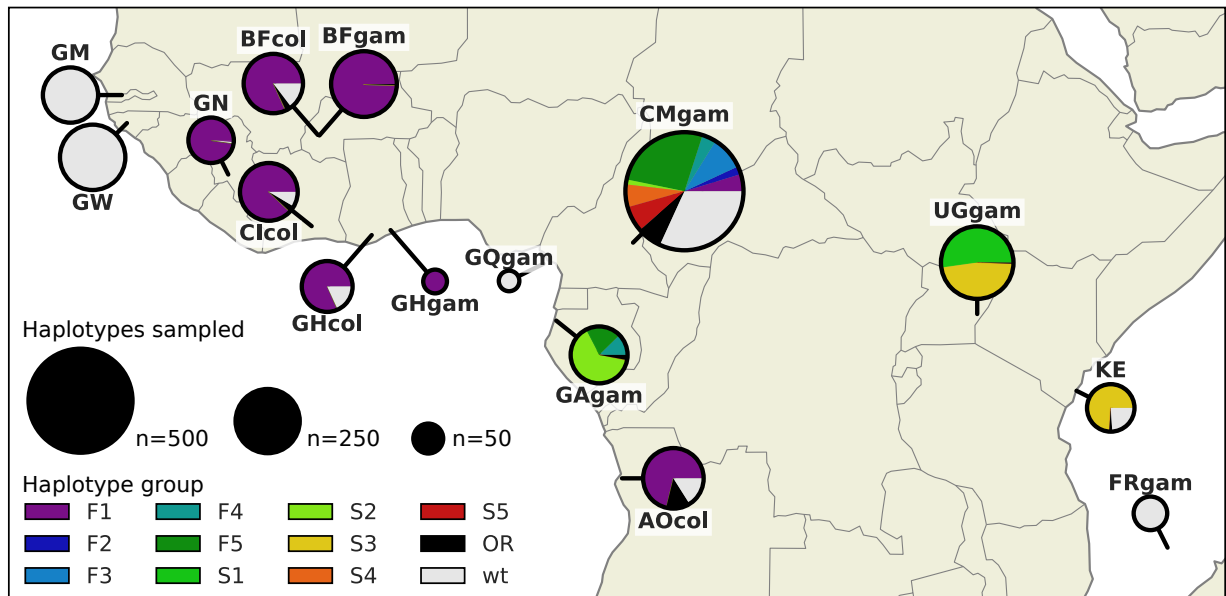 BFcol
BFgam
GM
GN
CMgam
GW
CIcol
UGgam
GQgam
GHcol
GHgam
Haplotypes sampled
n=500
n=250
n=50
GAgam
KE
Haplotype group
FRgam
AOcol
F1
F4
S2
S5
F2
F5
S3
OR
F3
S1
S4
wt